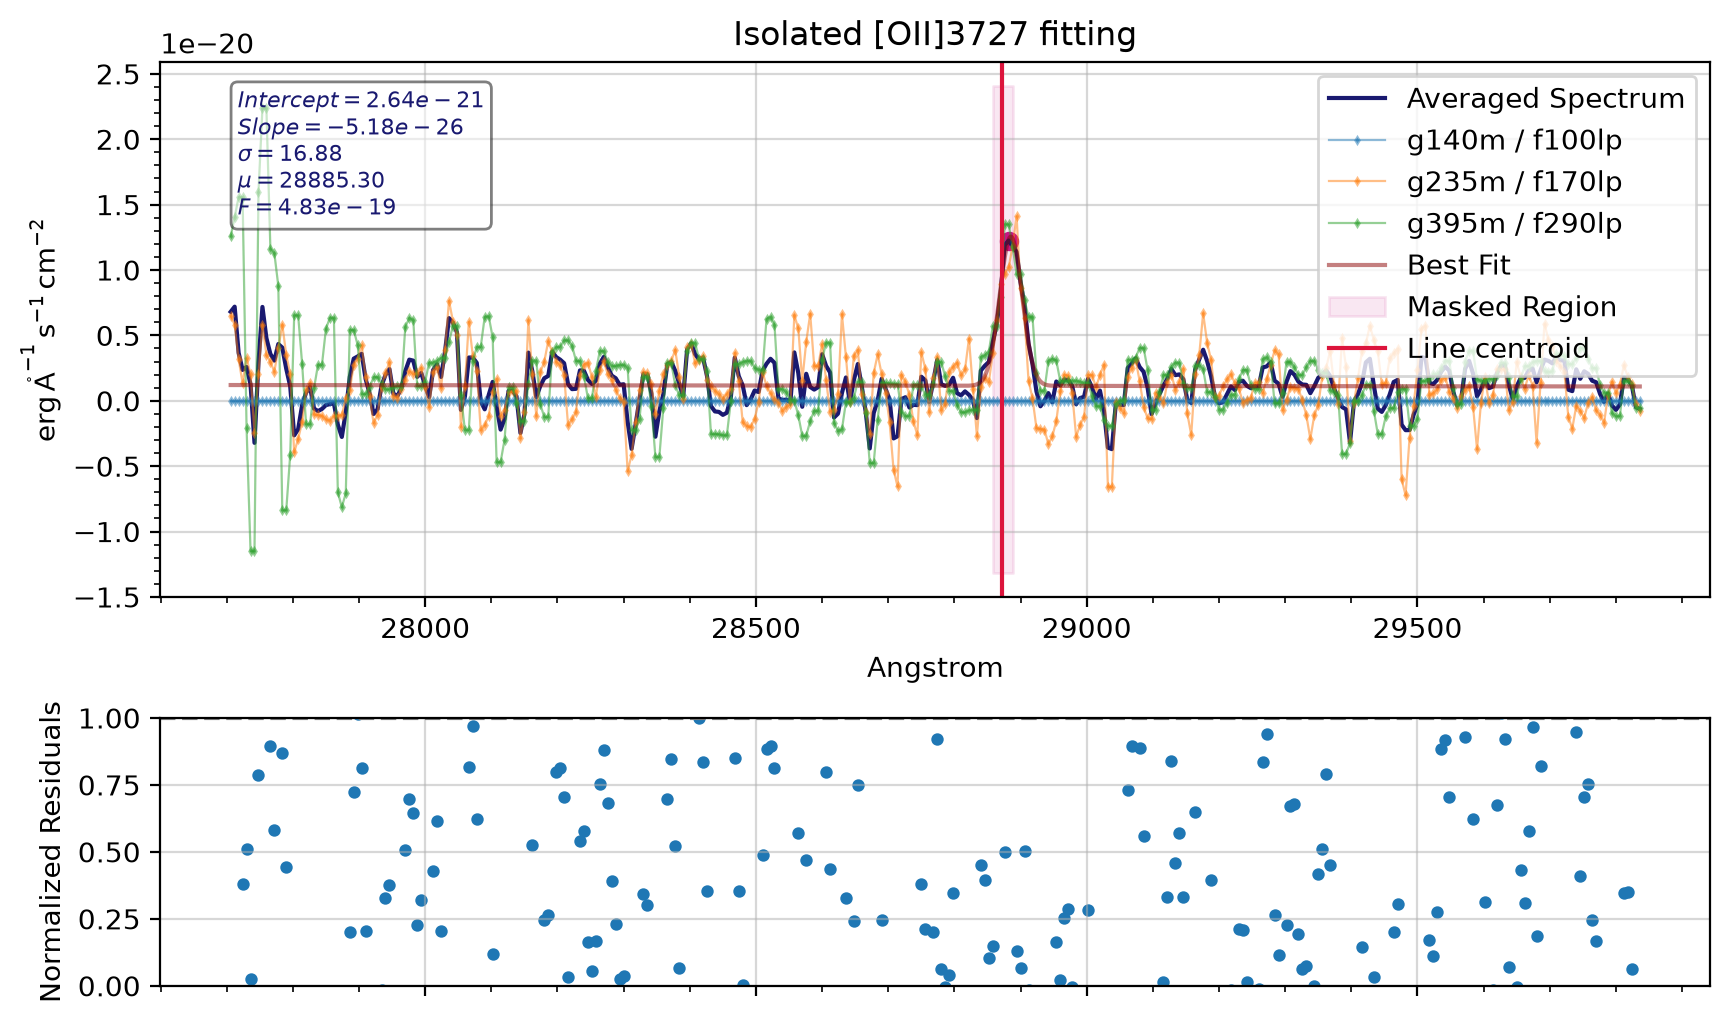 Isolated [OII]3727 fitting
1e−20
2.5
2.0
1.5
1.0
0.5
0.0
−0.5
−1.0
−1.5
erg Å⁻¹ s⁻¹ cm⁻²
Intercept = 2.64e − 21
Slope = −5.18e − 26
σ = 16.88
μ = 28885.30
F = 4.83e − 19
Averaged Spectrum
g140m / f100lp
g235m / f170lp
g395m / f290lp
Best Fit
Masked Region
Line centroid
28000 28500 29000 29500
Angstrom
1.00
0.75
0.50
0.25
0.00
Normalized Residuals